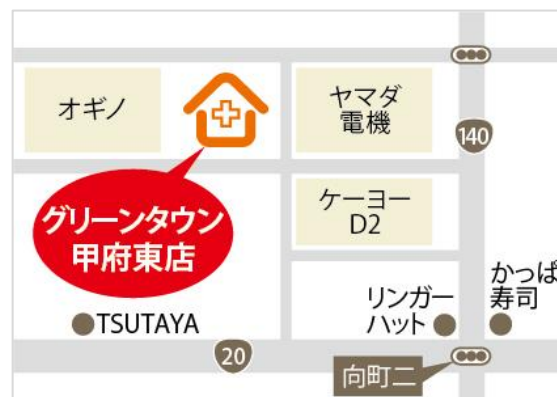 オギノ
ヤマダ
電機
140
ケーヨー
D2
グリーンタウン
甲府東店
かっぱ
寿司
リンガー
ハット
TSUTAYA
20
向町二